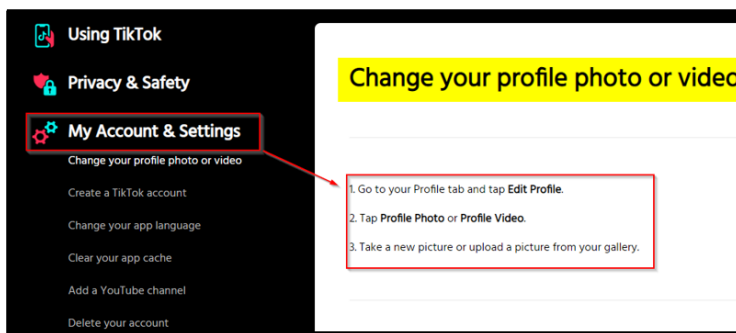 Using TikTok
Privacy & Safety
My Account & Settings
Change your profile photo or video
Create a TikTok account
Change your app language
Clear your app cache
Add a YouTube channel
Delete your account
Change your profile photo or video
1. Go to your Profile tab and tap Edit Profile.
2. Tap Profile Photo or Profile Video.
3. Take a new picture or upload a picture from your gallery.